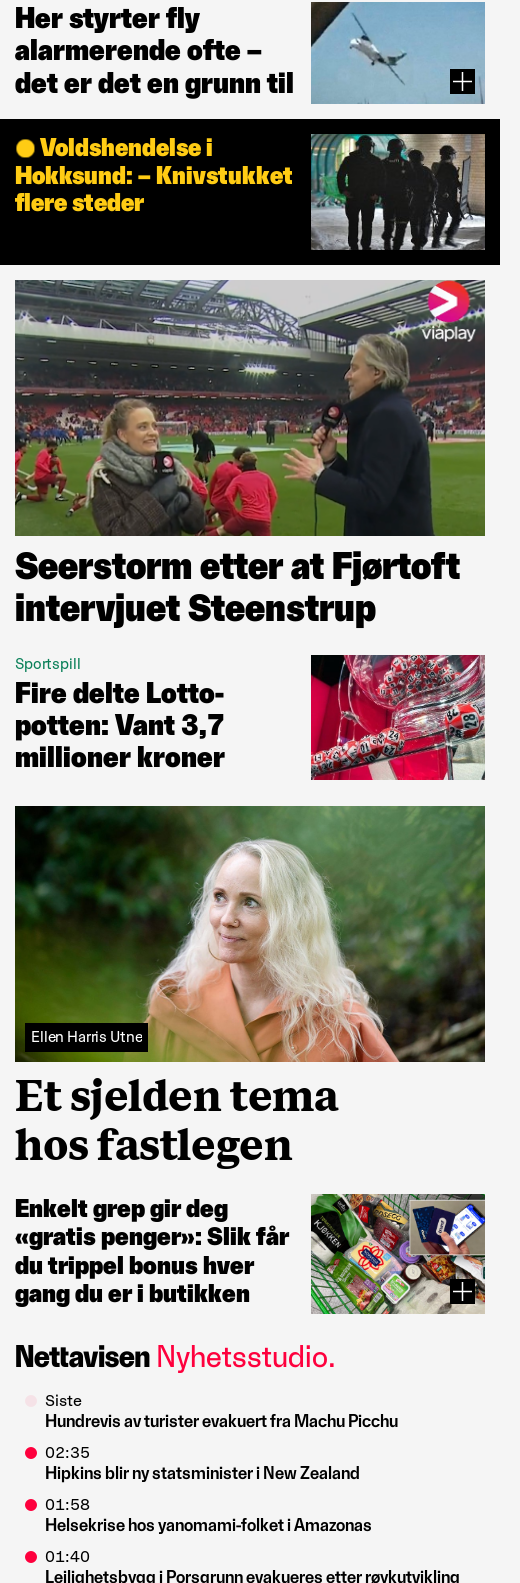 Her styrter fly
alarmerende ofte –
det er det en grunn til
Voldshendelse i
Hokksund: – Knivstukket
flere steder
viaplay
Seerstorm etter at Fjørtoft
intervjuet Steenstrup
Sportspill
Fire delte Lotto-
potten: Vant 3,7
millioner kroner
28
Ellen Harris Utne
Et sjelden tema
hos fastlegen
Enkelt grep gir deg
«gratis penger»: Slik får
du trippel bonus hver
gang du er i butikken
KJØKKEN
Nettavisen Nyhetsstudio.
Siste
Hundrevis av turister evakuert fra Machu Picchu
02:35
Hipkins blir ny statsminister i New Zealand
01:58
Helsekrise hos yanomami-folket i Amazonas
01:40
Leilighetsbygg i Porsgrunn evakueres etter røykutvikling